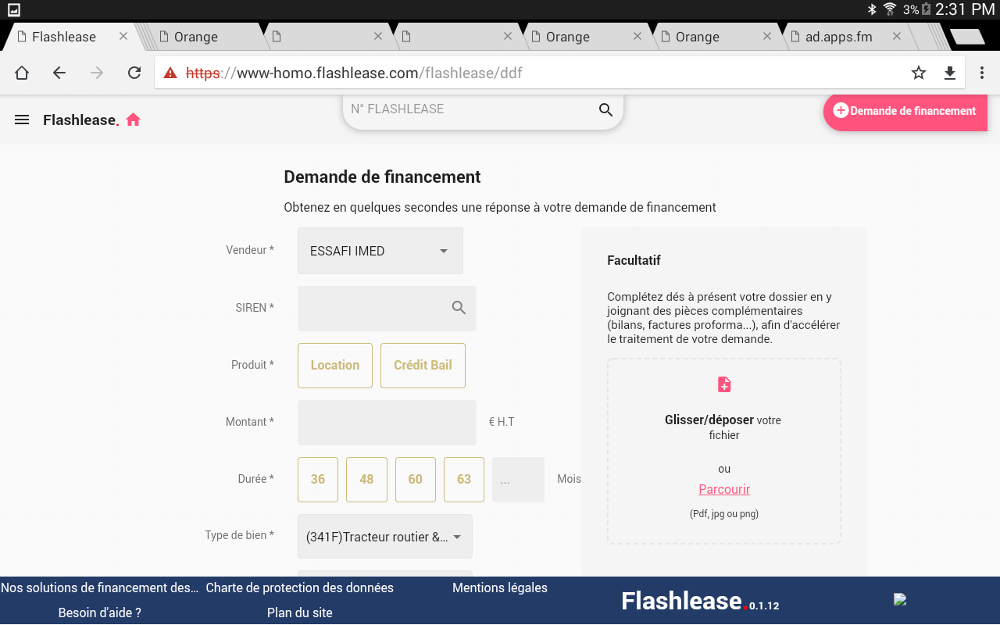 3% 2:31 PM
Flashlease Orange Orange Orange ad.apps.fm
https://www-homo.flashlease.com/flashlease/ddf
Flashlease.
N° FLASHLEASE
Demande de financement
Demande de financement
Obtenez en quelques secondes une réponse à votre demande de financement
Vendeur *
ESSAFI IMED
SIREN *
Produit *
Location
Crédit Bail
Montant *
€ H.T
Durée *
36
48
60
63
...
Mois
Type de bien *
(341F)Tracteur routier &...
Facultatif
Complétez dés à présent votre dossier en y
joignant des pièces complémentaires
(bilans, factures proforma...), afin d'accélérer
le traitement de votre demande.
Glisser/déposer votre
fichier
ou
Parcourir
(Pdf, jpg ou png)
Nos solutions de financement des... Charte de protection des données Mentions légales
Besoin d'aide ? Plan du site
Flashlease.0.1.12